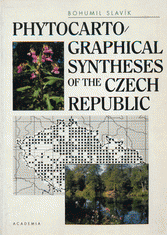 BOHUMIL SLAVÍK
PHYTOCARTO/
GRAPHICAL
SYNTHESES
OF THE CZECH
REPUBLIC
ACADEMIA